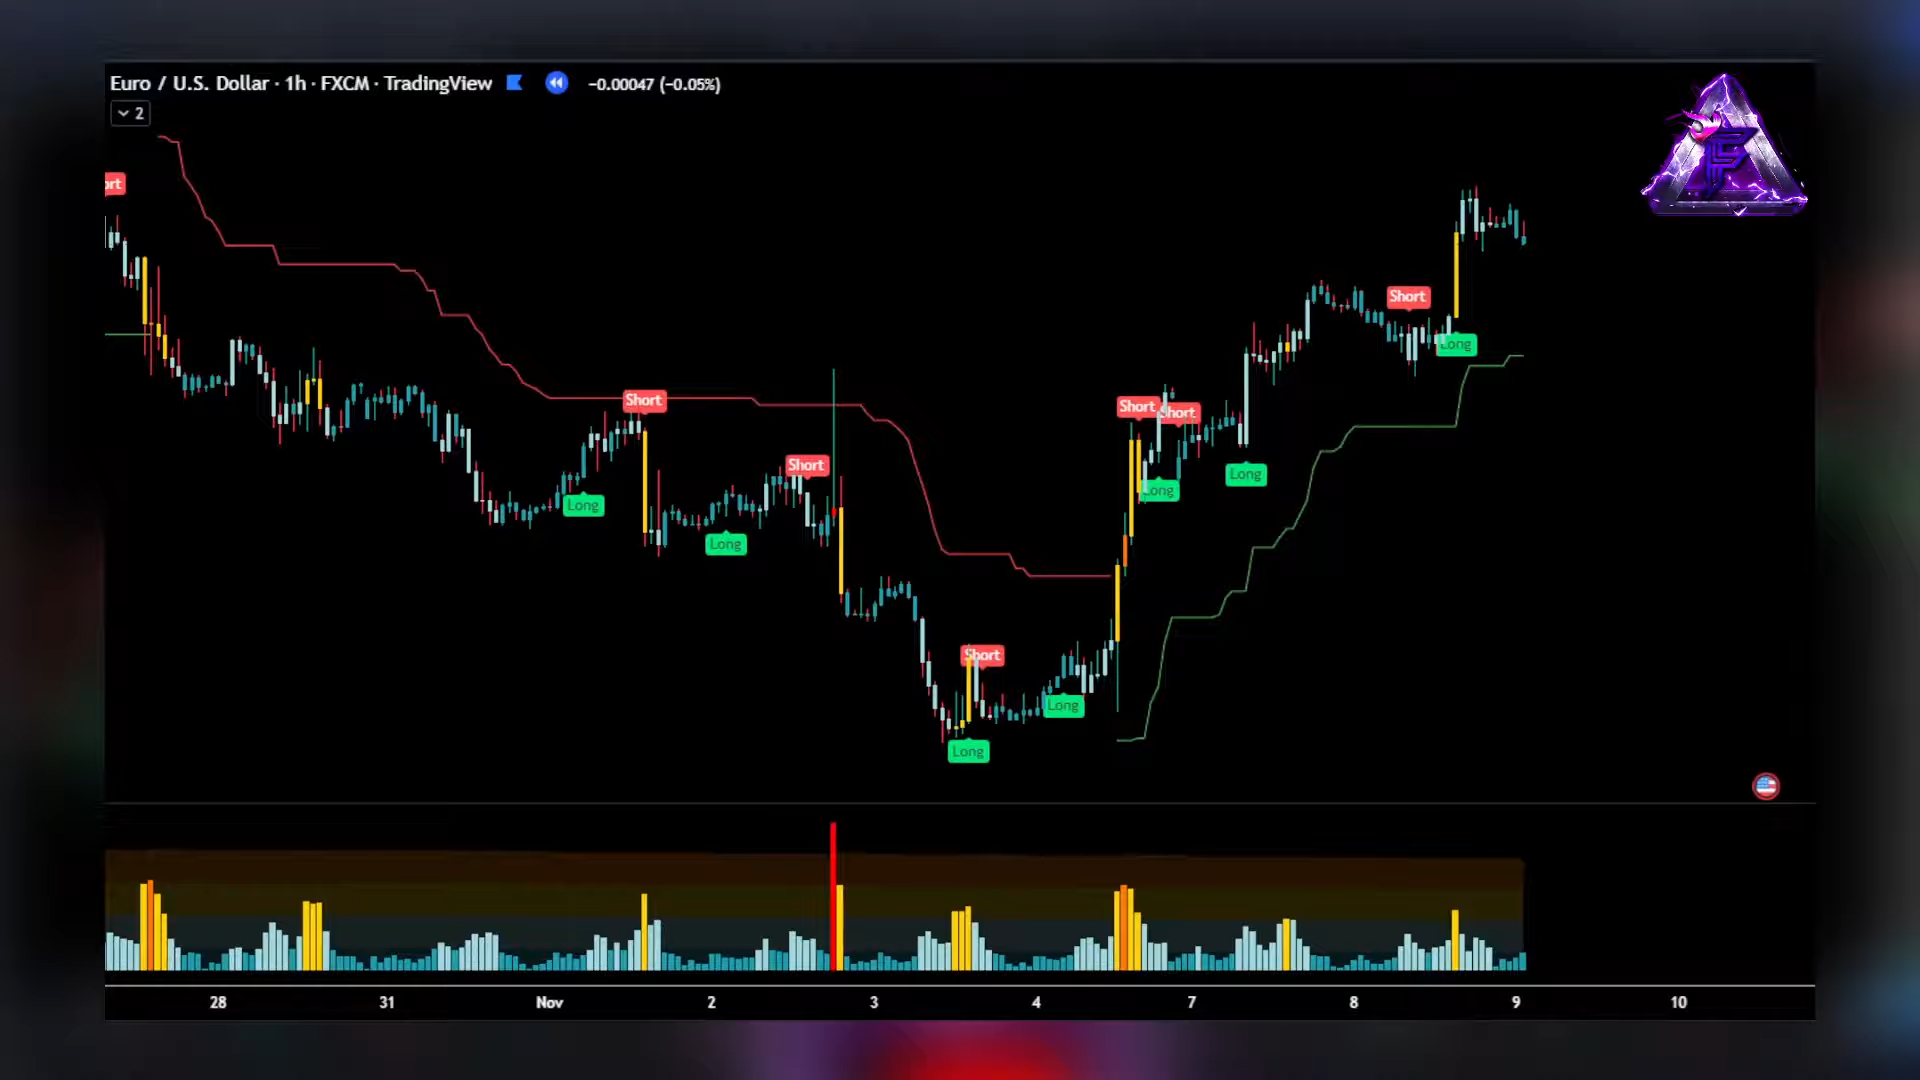 Euro / U.S. Dollar · 1h · FXCM · TradingView −0.00047 (−0.05%)
2
ort
Short
Short
Short
Short
Short
Short
Long
Long
Long
Long
Long
Long
Long
28 31 Nov 2 3 4 7 8 9 10
F